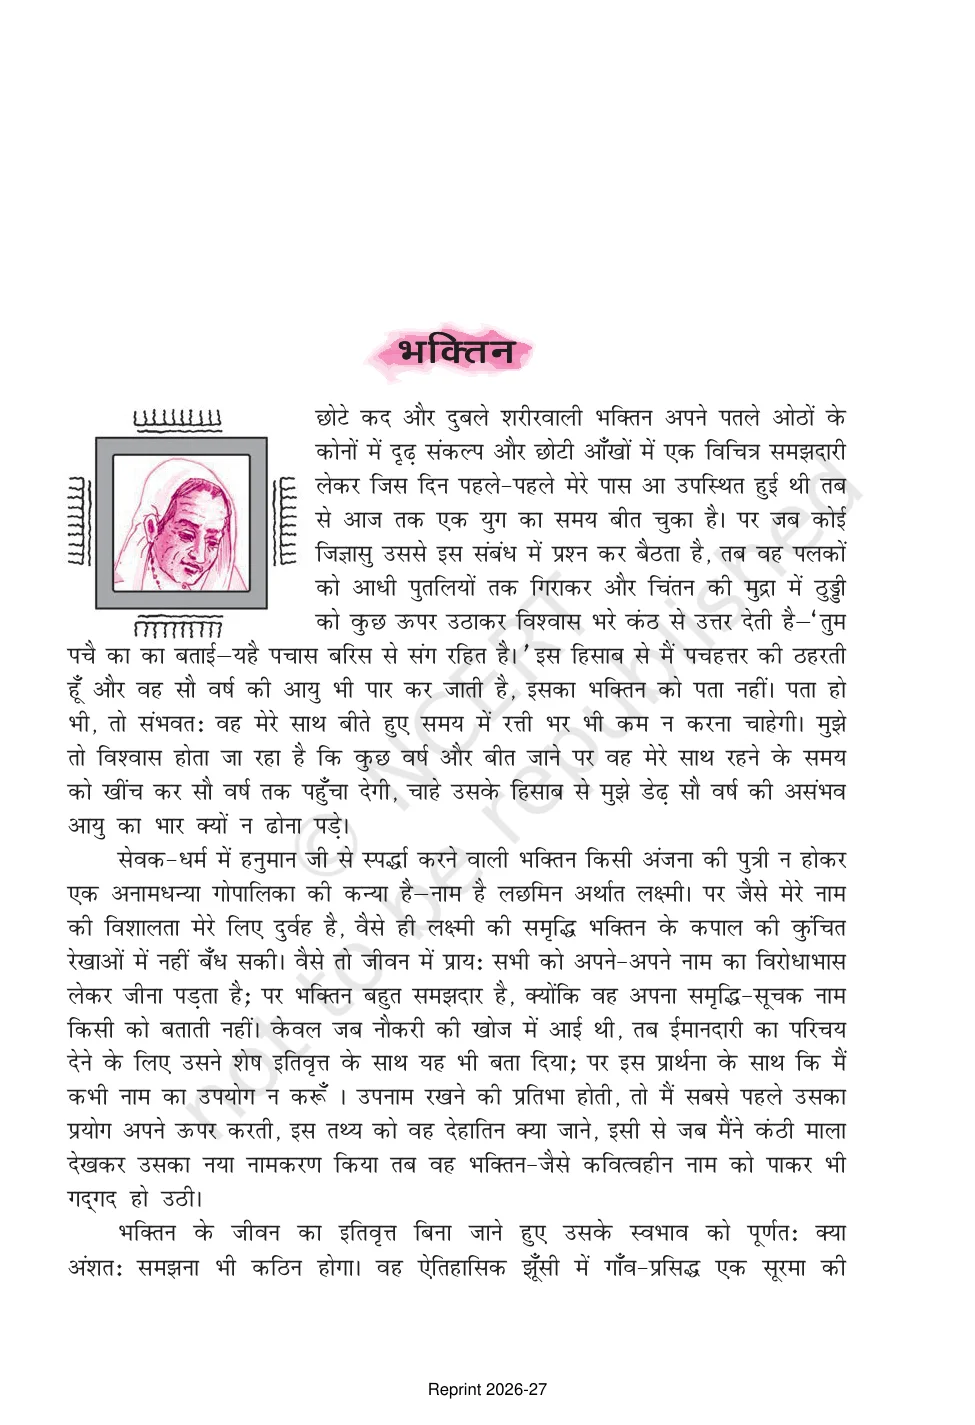 भक्तिन
छोटे कद और दुबले शरीरवाली भक्तिन अपने पतले ओठों के
कोनों में दृढ़ संकल्प और छोटी आँखों में एक विचित्र समझदारी
लेकर जिस दिन पहले-पहले मेरे पास आ उपस्थित हुई थी तब
से आज तक एक युग का समय बीत चुका है। पर जब कोई
जिज्ञासु उससे इस संबंध में प्रश्न कर बैठता है, तब वह पलकों
को आधी पुतलियों तक गिराकर और चिंतन की मुद्रा में ठुड्डी
को कुछ ऊपर उठाकर विश्वास भरे कंठ से उत्तर देती है–‘तुम
पचै का का बताई–यहै पचास बरिस से संग रहित है।’ इस हिसाब से मैं पचहत्तर की ठहरती
हूँ और वह सौ वर्ष की आयु भी पार कर जाती है, इसका भक्तिन को पता नहीं। पता हो
भी, तो संभवत: वह मेरे साथ बीते हुए समय में रत्ती भर भी कम न करना चाहेगी। मुझे
तो विश्वास होता जा रहा है कि कुछ वर्ष और बीत जाने पर वह मेरे साथ रहने के समय
को खींच कर सौ वर्ष तक पहुँचा देगी, चाहे उसके हिसाब से मुझे डेढ़ सौ वर्ष की असंभव
आयु का भार क्यों न ढोना पड़े।
सेवक-धर्म में हनुमान जी से स्पर्द्धा करने वाली भक्तिन किसी अंजना की पुत्री न होकर
एक अनामधन्या गोपालिका की कन्या है–नाम है लछमिन अर्थात लक्ष्मी। पर जैसे मेरे नाम
की विशालता मेरे लिए दुर्वह है, वैसे ही लक्ष्मी की समृद्धि भक्तिन के कपाल की कुंचित
रेखाओं में नहीं बँध सकी। वैसे तो जीवन में प्राय: सभी को अपने-अपने नाम का विरोधाभास
लेकर जीना पड़ता है; पर भक्तिन बहुत समझदार है, क्योंकि वह अपना समृद्धि-सूचक नाम
किसी को बताती नहीं। केवल जब नौकरी की खोज में आई थी, तब ईमानदारी का परिचय
देने के लिए उसने शेष इतिवृत्त के साथ यह भी बता दिया; पर इस प्रार्थना के साथ कि मैं
कभी नाम का उपयोग न करूँ । उपनाम रखने की प्रतिभा होती, तो मैं सबसे पहले उसका
प्रयोग अपने ऊपर करती, इस तथ्य को वह देहातिन क्या जाने, इसी से जब मैंने कंठी माला
देखकर उसका नया नामकरण किया तब वह भक्तिन-जैसे कवित्वहीन नाम को पाकर भी
गद्‌गद हो उठी।
भक्तिन के जीवन का इतिवृत्त बिना जाने हुए उसके स्वभाव को पूर्णत: क्या
अंशत: समझना भी कठिन होगा। वह ऐतिहासिक झूँसी में गाँव-प्रसिद्ध एक सूरमा की
© NCERT
not to be republished
Reprint 2026-27